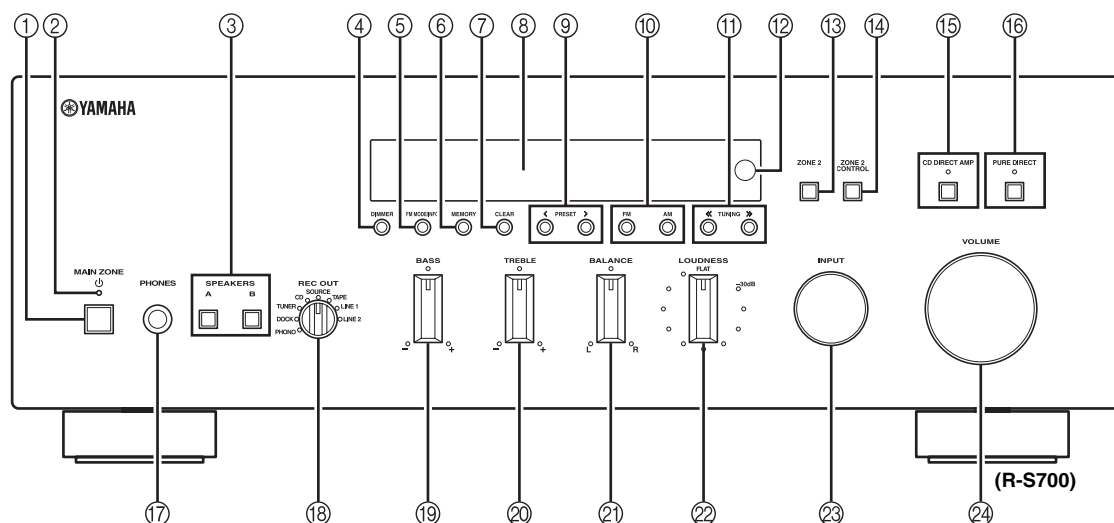 ① ② ③ ④ ⑤ ⑥ ⑦ ⑧ ⑨ ⑩ ⑪ ⑫ ⑬ ⑭ ⑮ ⑯
YAMAHA
ZONE 2
ZONE 2
CONTROL
CD DIRECT AMP
PURE DIRECT
DIMMER
FM MODE/INFO
MEMORY
CLEAR
< PRESET >
FM
AM
« TUNING »
MAIN ZONE
PHONES
SPEAKERS
A B
REC OUT
SOURCE
CD
TAPE
TUNER
LINE 1
DOCK
LINE 2
PHONO
BASS
- +
TREBLE
- +
BALANCE
L R
LOUDNESS
FLAT
-30dB
INPUT
VOLUME
(R-S700)
⑰ ⑱ ⑲ ⑳ ㉑ ㉒ ㉓ ㉔